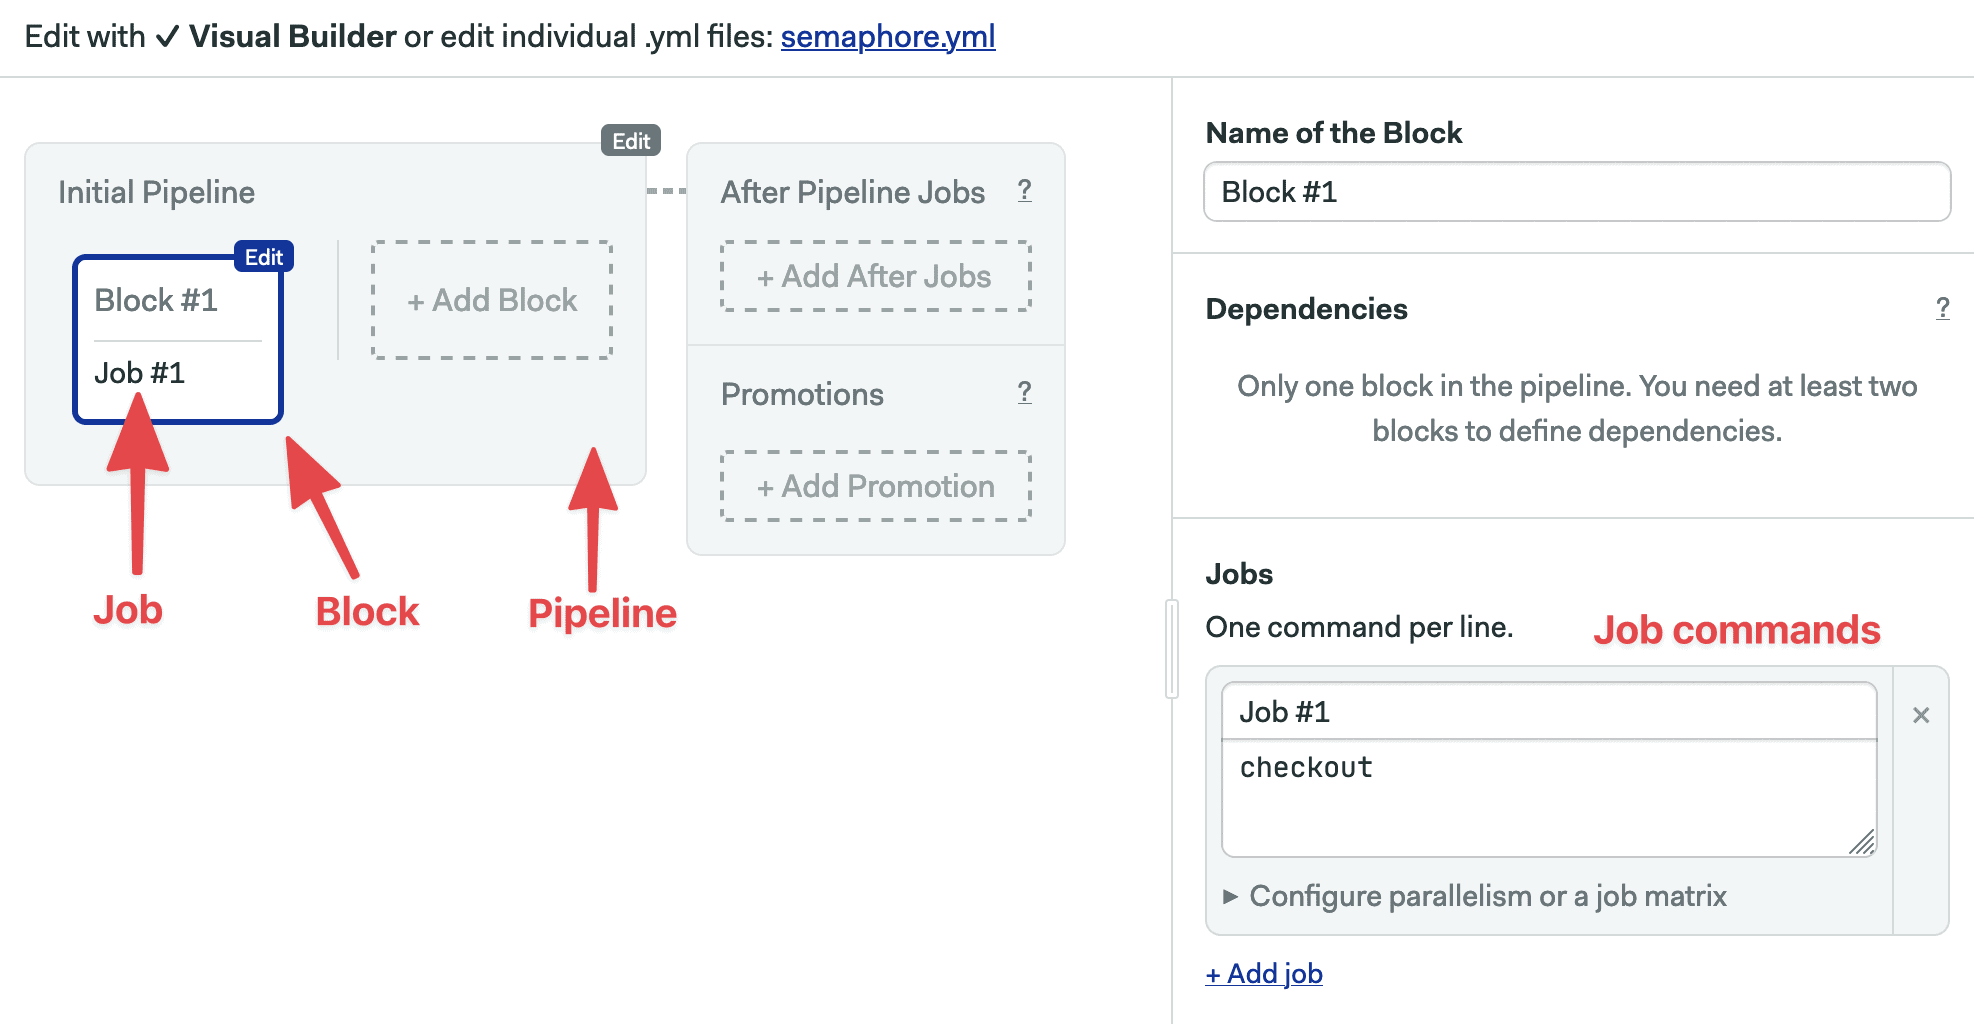 Edit with ✓ Visual Builder or edit individual .yml files: semaphore.yml
Edit
Initial Pipeline
Edit
Block #1
Job #1
+ Add Block
After Pipeline Jobs ?
+ Add After Jobs
Promotions ?
+ Add Promotion
Job
Block
Pipeline
Name of the Block
Block #1
Dependencies ?
Only one block in the pipeline. You need at least two
blocks to define dependencies.
Jobs
One command per line.
Job commands
Job #1
×
checkout
▶ Configure parallelism or a job matrix
+ Add job